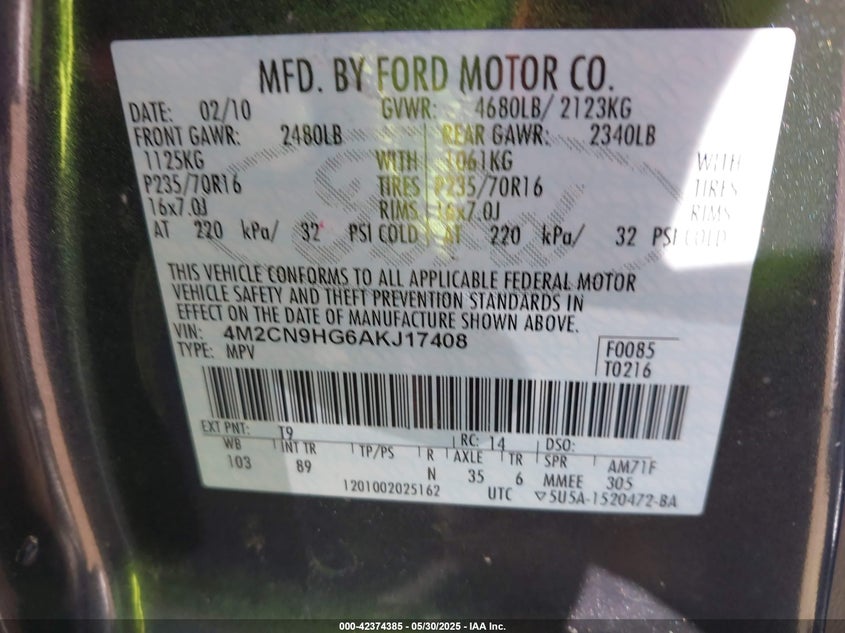 MFD. BY FORD MOTOR CO.
DATE: 02/10 GVWR: 4680LB/ 2123KG
FRONT GAWR: 2480LB REAR GAWR: 2340LB
1125KG WITH 1061KG WITH
P235/70R16 TIRES P235/70R16 TIRES
16x7.0J RIMS 16x7.0J RIMS
AT 220 kPa/ 32 PSI COLD AT 220 kPa/ 32 PSI COLD
THIS VEHICLE CONFORMS TO ALL APPLICABLE FEDERAL MOTOR
VEHICLE SAFETY AND THEFT PREVENTION STANDARDS IN
EFFECT ON THE DATE OF MANUFACTURE SHOWN ABOVE.
VIN: 4M2CN9HG6AKJ17408 F0085
TYPE: MPV T0216
EXT PNT: T9 RC: 14 DSO:
WB INT TR TP/PS R AXLE TR SPR AM71F
103 89 N 35 6 MMEE 305
1201002025162 UTC ▽5U5A-1520472-BA
000-42374385 - 05/30/2025 - IAA Inc.